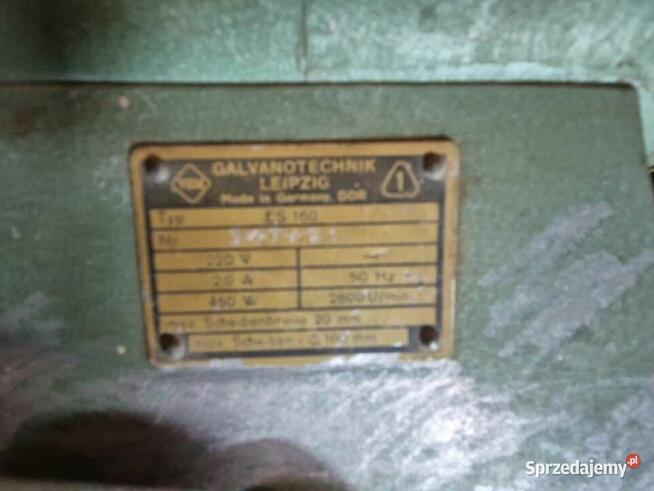 GALVANOTECHNIK
LEIPZIG
Made in Germany, DDR
1
Typ ES 160
Nr
220 V
2,0 A 50 Hz
450 W 2800 U/min
max. Scheibenbreite 20 mm
max. Scheiben - ∅ 160 mm
Sprzedajemy.pl